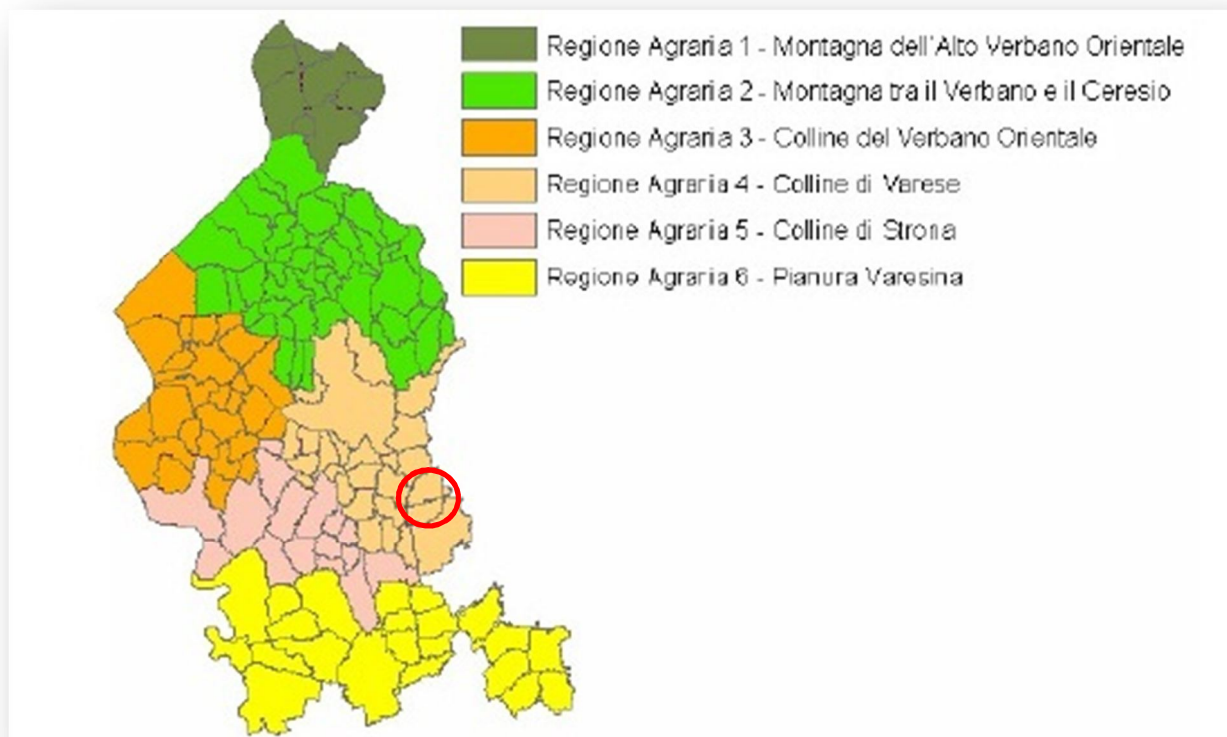 Regione Agraria 1 - Montagna dell'Alto Verbano Orientale
Regione Agraria 2 - Montagna tra il Verbano e il Ceresio
Regione Agraria 3 - Colline del Verbano Orientale
Regione Agraria 4 - Colline di Varese
Regione Agraria 5 - Colline di Strona
Regione Agraria 6 - Pianura Varesina